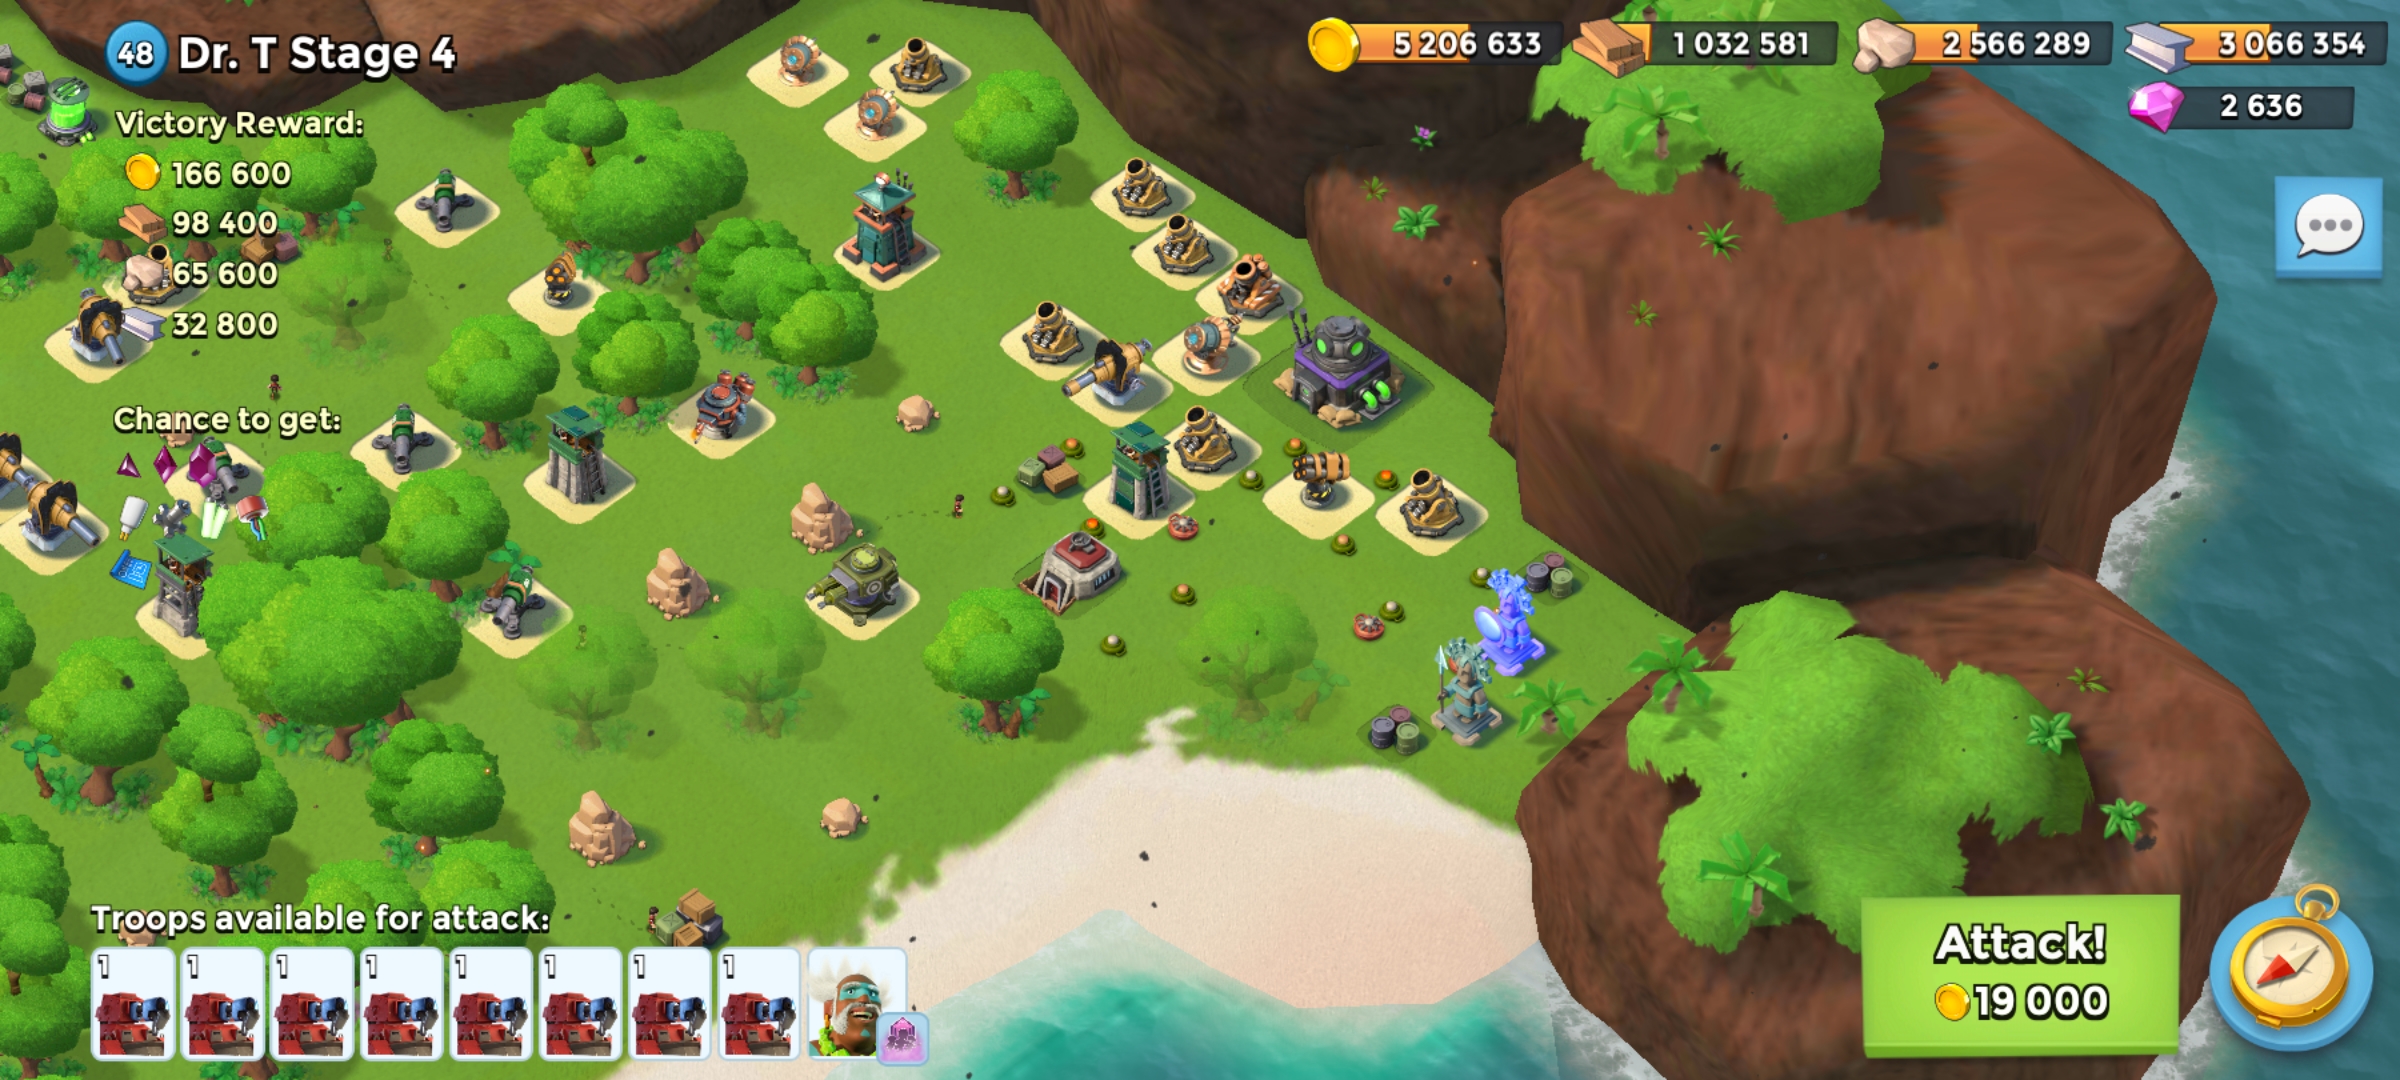 48 Dr. T Stage 4
5 206 633
1 032 581
2 566 289
3 066 354
2 636
Victory Reward:
166 600
98 400
65 600
32 800
Chance to get:
Troops available for attack:
1 1 1 1 1 1 1 1
Attack!
19 000